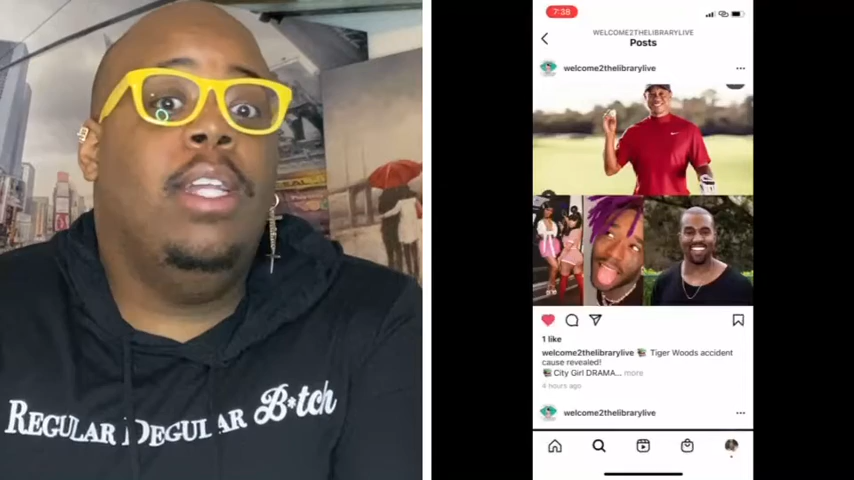 REGULAR DEGULAR B*tch
7:38
WELCOME2THELIBRARYLIVE
Posts
welcome2thelibrarylive
1 like
welcome2thelibrarylive 📚 Tiger Woods accident
cause revealed!
📚 City Girl DRAMA... more
4 hours ago
welcome2thelibrarylive